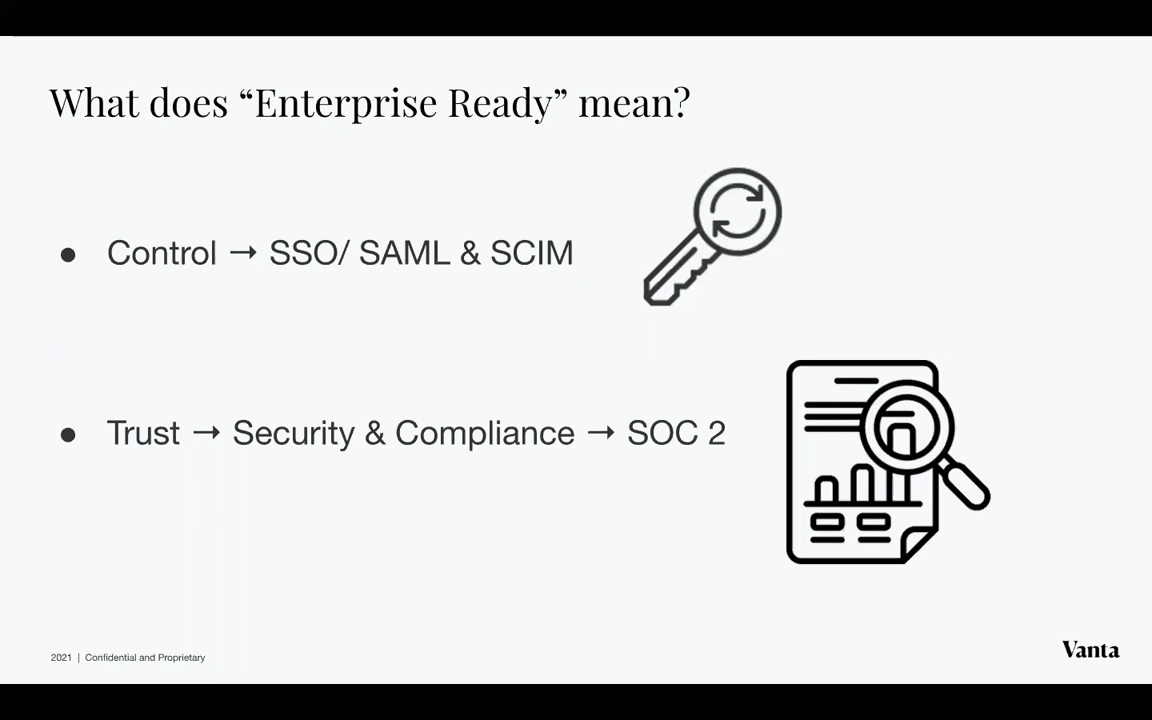 What does “Enterprise Ready” mean?
● Control → SSO/ SAML & SCIM
● Trust → Security & Compliance → SOC 2
2021 | Confidential and Proprietary
Vanta